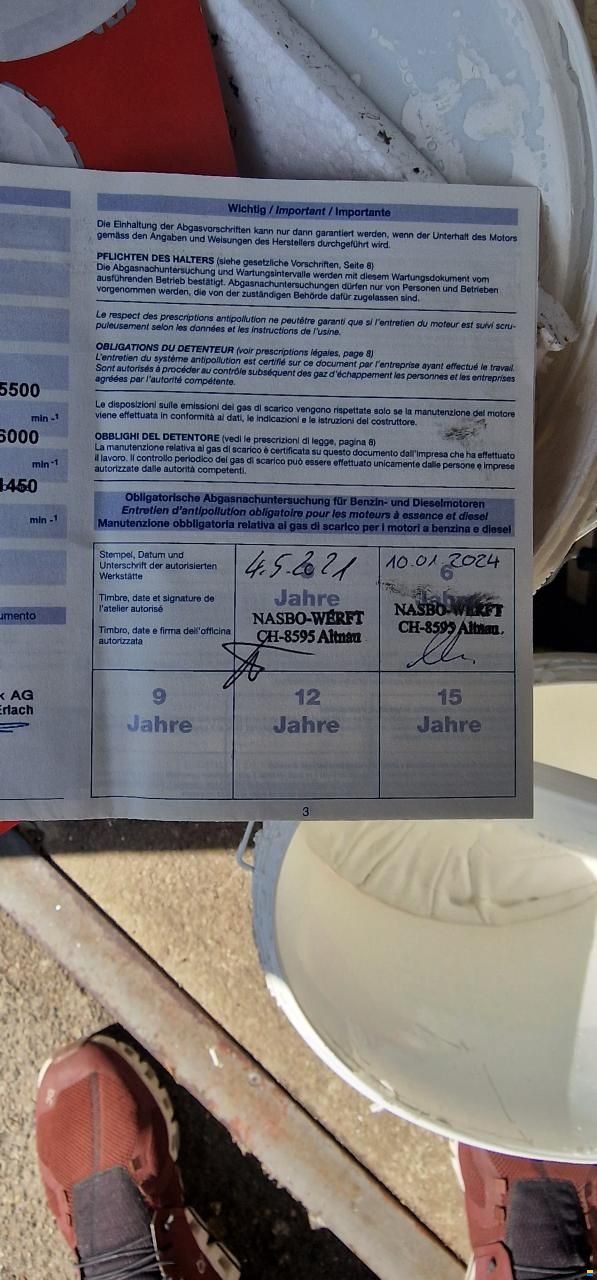 5500
min -1
6000
min -1
1450
min -1
umento
k AG
Erlach
Wichtig / Important / Importante
Die Einhaltung der Abgasvorschriften kann nur dann garantiert werden, wenn der Unterhalt des Motors
gemäss den Angaben und Weisungen des Herstellers durchgeführt wird.
PFLICHTEN DES HALTERS (siehe gesetzliche Vorschriften, Seite 8)
Die Abgasnachuntersuchung und Wartungsintervalle werden mit diesem Wartungsdokument vom
ausführenden Betrieb bestätigt. Abgasnachuntersuchungen dürfen nur von Personen und Betrieben
vorgenommen werden, die von der zuständigen Behörde dafür zugelassen sind.
Le respect des prescriptions antipollution ne peutêtre garanti que si l'entretien du moteur est suivi scru-
puleusement selon les données et les instructions de l'usine.
OBLIGATIONS DU DETENTEUR (voir prescriptions légales, page 8)
L'entretien du système antipollution est certifié sur ce document par l'entreprise ayant effectué le travail.
Sont autorisés à procéder au contrôle subséquent des gaz d'échappement les personnes et les entreprises
agréées par l'autorité compétente.
Le disposizioni sulle emissioni dei gas di scarico vengono rispettate solo se la manutenzione del motore
viene effettuata in conformità ai dati, le indicazioni e le istruzioni del costruttore.
OBBLIGHI DEL DETENTORE (vedi le prescrizioni di legge, pagina 8)
La manutenzione relativa al gas di scarico è certificata su questo documento dall'impresa che ha effettuato
il lavoro. Il controllo periodico del gas di scarico può essere effettuato unicamente dalle persone e imprese
autorizzate dalle autorità competenti.
Obligatorische Abgasnachuntersuchung für Benzin- und Dieselmotoren
Entretien d'antipollution obligatoire pour les moteurs à essence et diesel
Manutenzione obbligatoria relativa ai gas di scarico per i motori a benzina e diesel
Stempel, Datum und
Unterschrift der autorisierten
Werkstätte
Timbre, date et signature de
l'atelier autorisé
Timbro, date e firma dell'officina
autorizzata
4.5.2021
3
Jahre
NASBO-WERFT
CH-8595 Altnau
10.01.2024
6
Jahre
NASBO-WERFT
CH-8595 Altnau.
9
Jahre
12
Jahre
15
Jahre
3